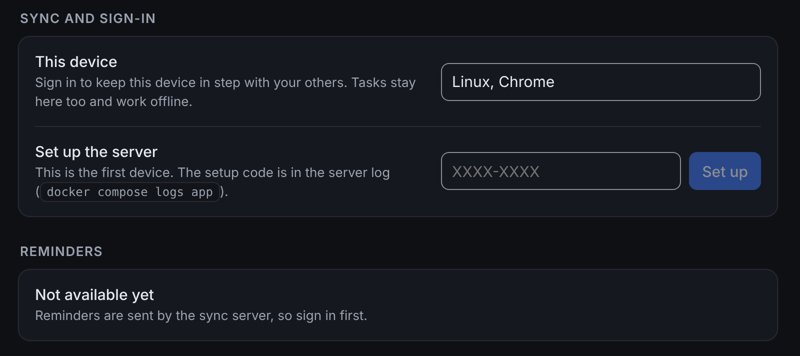 SYNC AND SIGN-IN
This device
Sign in to keep this device in step with your others. Tasks stay
here too and work offline.
Linux, Chrome
Set up the server
This is the first device. The setup code is in the server log
(docker compose logs app).
XXXX-XXXX
Set up
REMINDERS
Not available yet
Reminders are sent by the sync server, so sign in first.